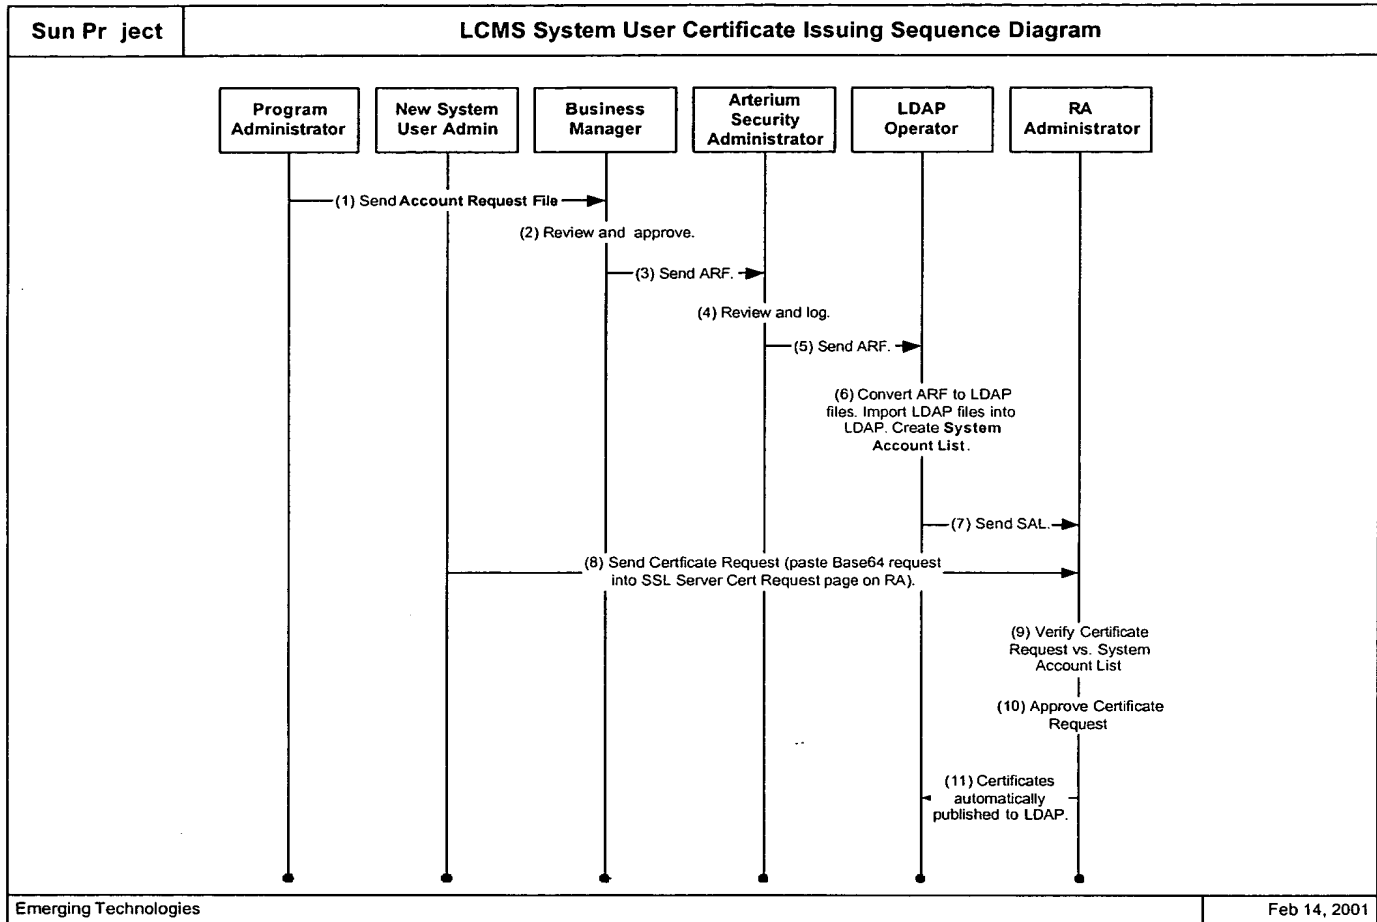 Sun Pr ject
LCMS System User Certificate Issuing Sequence Diagram
Program
Administrator
New System
User Admin
Business
Manager
Arterium
Security
Administrator
LDAP
Operator
RA
Administrator
(1) Send Account Request File
(2) Review and approve.
(3) Send ARF.
(4) Review and log.
(5) Send ARF.
(6) Convert ARF to LDAP
files. Import LDAP files into
LDAP. Create System
Account List.
(7) Send SAL.
(8) Send Certficate Request (paste Base64 request
into SSL Server Cert Request page on RA).
(9) Verify Certificate
Request vs. System
Account List
(10) Approve Certificate
Request
(11) Certificates
automatically
published to LDAP.
Emerging Technologies
Feb 14, 2001